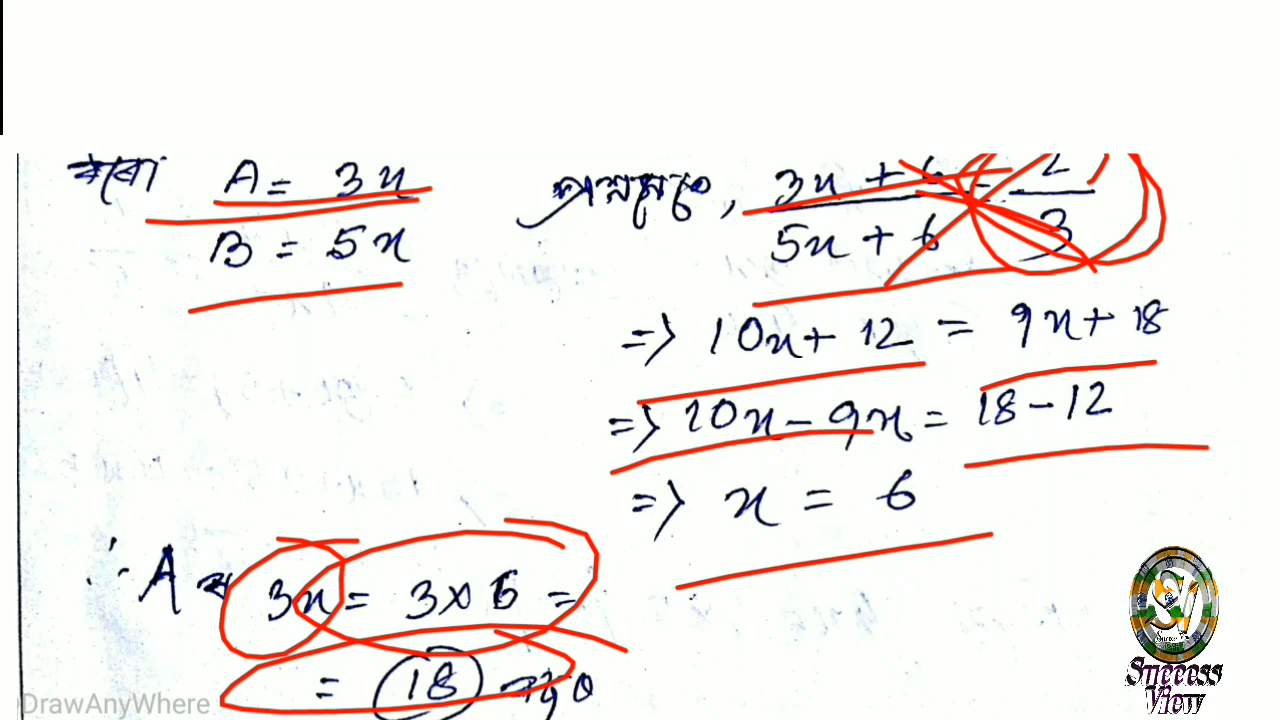 A = 3x
B = 5x
3x + 6 / 5x + 6 = 2 / 3
=> 10x + 12 = 9x + 18
=> 10x - 9x = 18 - 12
=> x = 6
∴ A 3x = 3 x 6 =
= 18
DrawAnyWhere
SUCCESS
VIEW